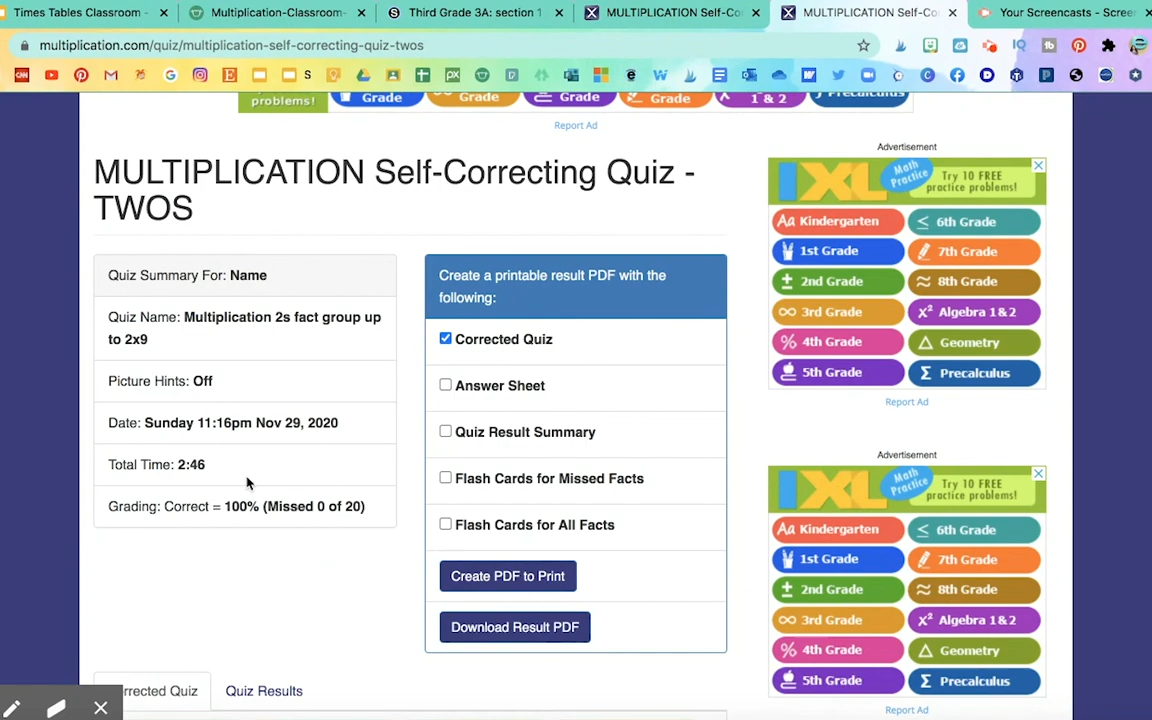 Times Tables Classroom -
Multiplication-Classroom-
Third Grade 3A: section 1
MULTIPLICATION Self-Co
MULTIPLICATION Self-Co
Your Screencasts - Scree
multiplication.com/quiz/multiplication-self-correcting-quiz-twos
problems!
Grade
Grade
Grade
Grade
1 & 2
Precalculus
Report Ad
MULTIPLICATION Self-Correcting Quiz -
TWOS
Quiz Summary For: Name
Quiz Name: Multiplication 2s fact group up
to 2x9
Picture Hints: Off
Date: Sunday 11:16pm Nov 29, 2020
Total Time: 2:46
Grading: Correct = 100% (Missed 0 of 20)
Create a printable result PDF with the
following:
Corrected Quiz
Answer Sheet
Quiz Result Summary
Flash Cards for Missed Facts
Flash Cards for All Facts
Create PDF to Print
Download Result PDF
rrected Quiz
Quiz Results
Advertisement
IXL
Math
Practice
Try 10 FREE
practice problems!
Aa Kindergarten
≤ 6th Grade
1st Grade
7th Grade
± 2nd Grade
≈ 8th Grade
∞ 3rd Grade
x² Algebra 1&2
% 4th Grade
△ Geometry
5th Grade
Σ Precalculus
Report Ad
Advertisement
IXL
Math
Practice
Try 10 FREE
practice problems!
Aa Kindergarten
≤ 6th Grade
1st Grade
7th Grade
± 2nd Grade
≈ 8th Grade
∞ 3rd Grade
x² Algebra 1&2
% 4th Grade
△ Geometry
5th Grade
Σ Precalculus
Report Ad